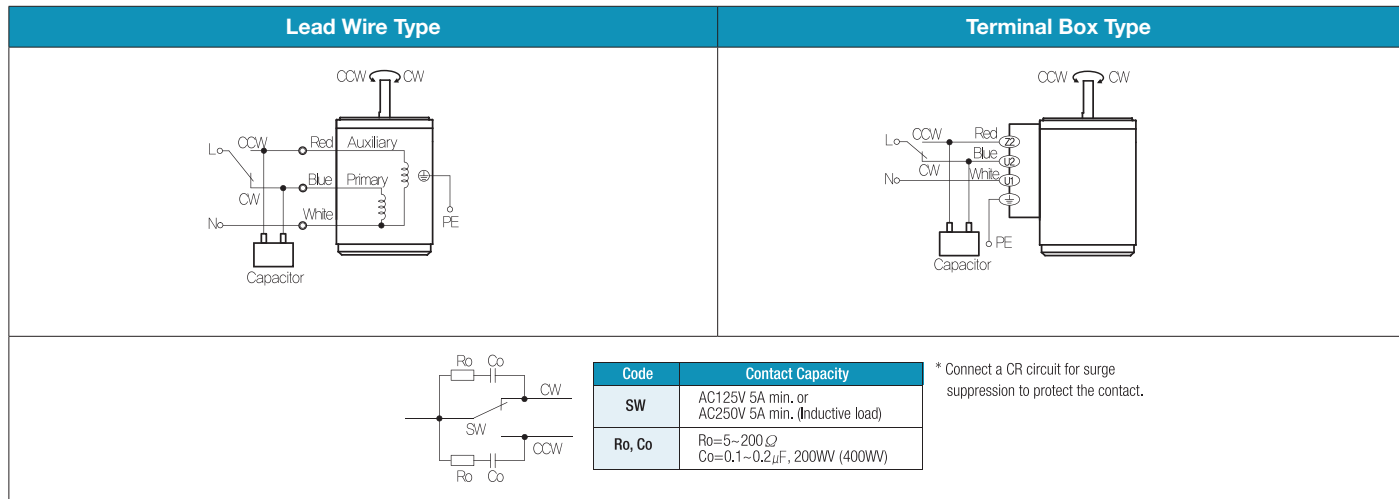 Lead Wire Type
Terminal Box Type
CCW CW
L CCW Red Auxiliary
Blue Primary
CW
White
N
PE
Capacitor
CCW CW
L CCW Red Z2
Blue U2
CW White U1
N
PE
Capacitor
Ro Co
CW
SW
CCW
Ro Co
Code Contact Capacity
SW AC125V 5A min. or
AC250V 5A min. (Inductive load)
Ro, Co Ro=5~200Ω
Co=0.1~0.2μF, 200WV (400WV)
* Connect a CR circuit for surge
suppression to protect the contact.